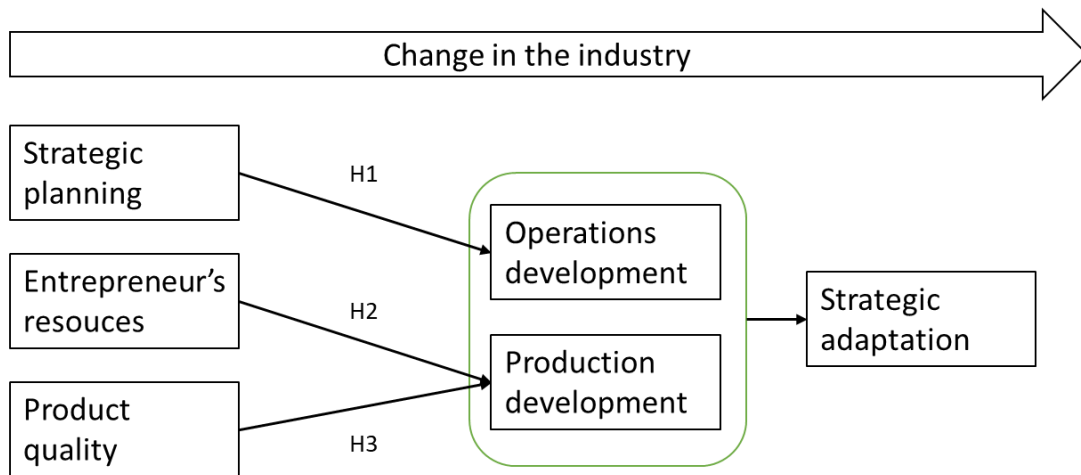 Change in the industry
Strategic
planning
H1
Operations
development
Entrepreneur's
resouces
H2
Strategic
adaptation
Production
development
Product
quality
H3